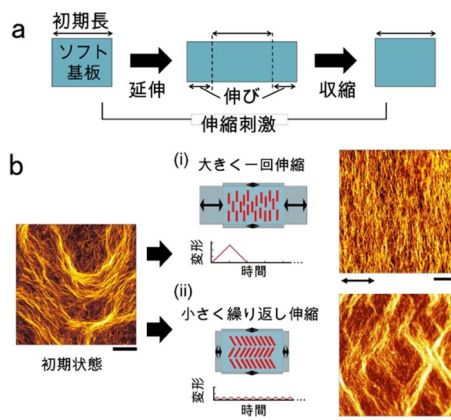 a
初期長
ソフト
基板
延伸
伸び
収縮
伸縮刺激
b
(i)
大きく一回伸縮
変形
時間
...
初期状態
(ii)
小さく繰り返し伸縮
変形
時間
...